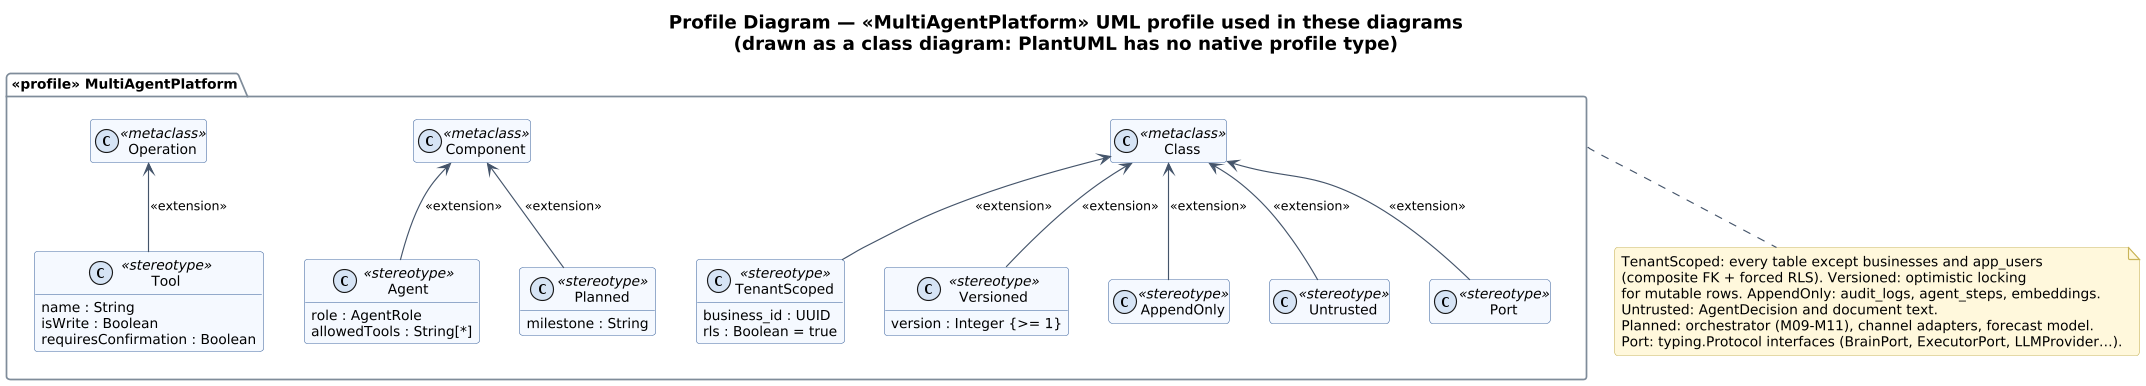 Profile Diagram — «MultiAgentPlatform» UML profile used in these diagrams
(drawn as a class diagram: PlantUML has no native profile type)
«profile» MultiAgentPlatform
C «metaclass»
Operation
C «metaclass»
Component
C «metaclass»
Class
«extension»
«extension»
«extension»
«extension»
«extension»
«extension»
«extension»
«extension»
C «stereotype»
Tool
name : String
isWrite : Boolean
requiresConfirmation : Boolean
C «stereotype»
Agent
role : AgentRole
allowedTools : String[*]
C «stereotype»
Planned
milestone : String
C «stereotype»
TenantScoped
business_id : UUID
rls : Boolean = true
C «stereotype»
Versioned
version : Integer {>= 1}
C «stereotype»
AppendOnly
C «stereotype»
Untrusted
C «stereotype»
Port
TenantScoped: every table except businesses and app_users
(composite FK + forced RLS). Versioned: optimistic locking
for mutable rows. AppendOnly: audit_logs, agent_steps, embeddings.
Untrusted: AgentDecision and document text.
Planned: orchestrator (M09-M11), channel adapters, forecast model.
Port: typing.Protocol interfaces (BrainPort, ExecutorPort, LLMProvider...).